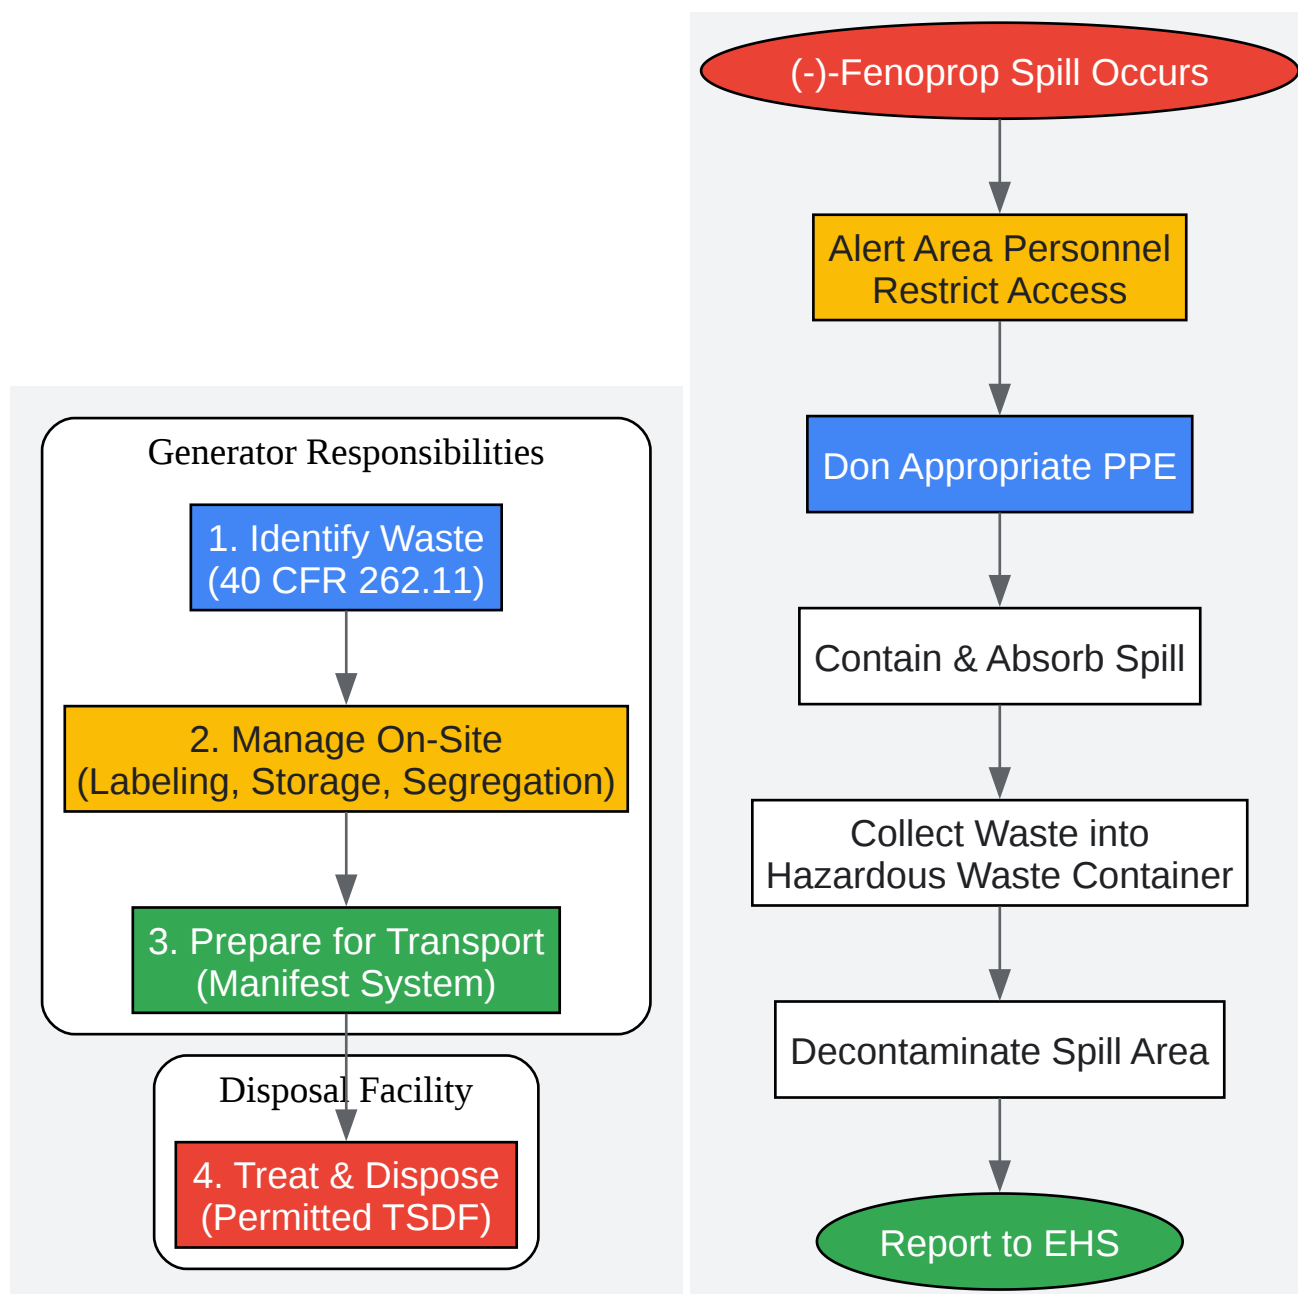 Generator Responsibilities
1. Identify Waste
(40 CFR 262.11)
2. Manage On-Site
(Labeling, Storage, Segregation)
3. Prepare for Transport
(Manifest System)
Disposal Facility
4. Treat & Dispose
(Permitted TSDF)
(-)-Fenoprop Spill Occurs
Alert Area Personnel
Restrict Access
Don Appropriate PPE
Contain & Absorb Spill
Collect Waste into
Hazardous Waste Container
Decontaminate Spill Area
Report to EHS